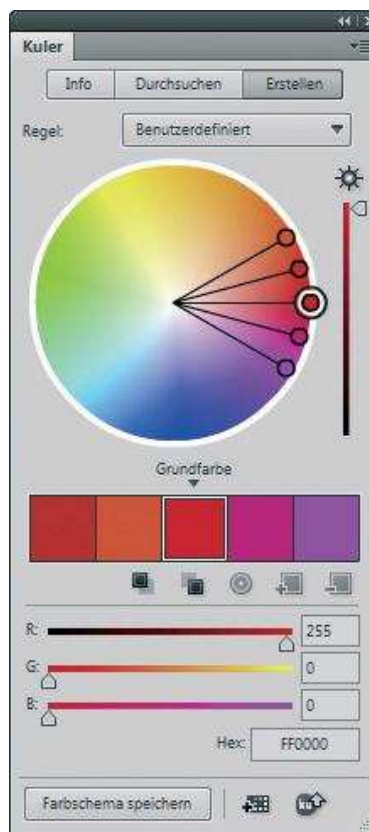 Kuler
Info Durchsuchen Erstellen
Regel: Benutzerdefiniert
Grundfarbe
R: 255
G: 0
B: 0
Hex: FF0000
Farbschema speichern